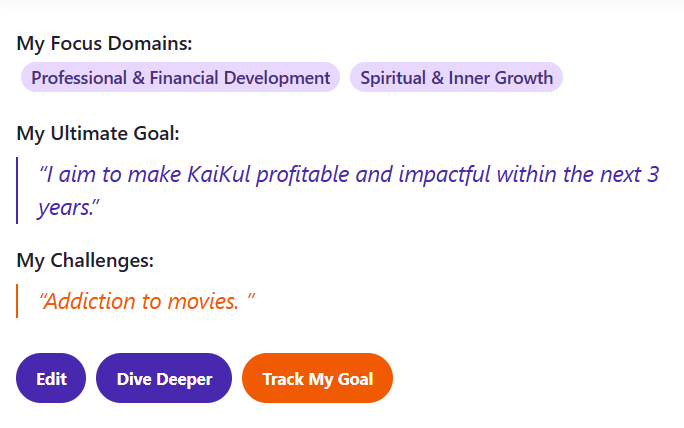 My Focus Domains:
Professional & Financial Development Spiritual & Inner Growth
My Ultimate Goal:
“I aim to make KaiKul profitable and impactful within the next 3
years.”
My Challenges:
“Addiction to movies. ”
Edit Dive Deeper Track My Goal